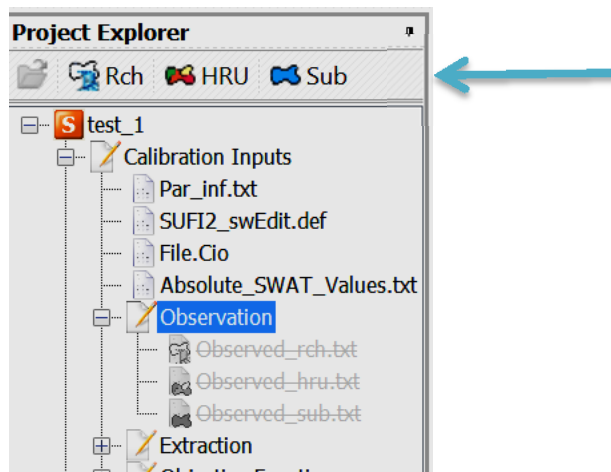 Project Explorer
Rch HRU Sub
S test_1
Calibration Inputs
Par_inf.txt
SUFI2_swEdit.def
File.Cio
Absolute_SWAT_Values.txt
Observation
Observed_rch.txt
Observed_hru.txt
Observed_sub.txt
Extraction